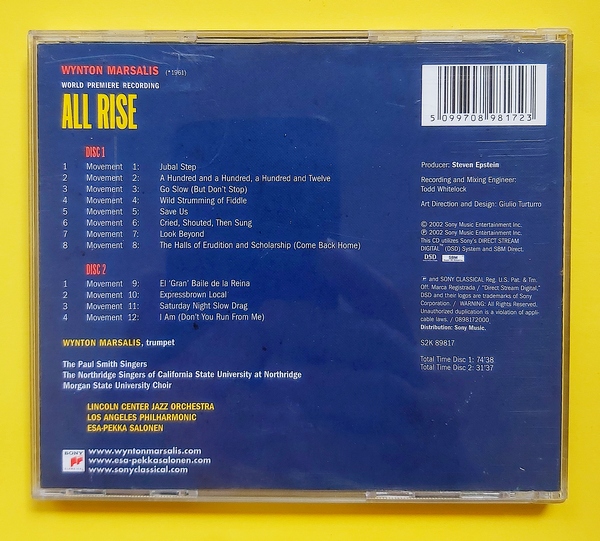 WYNTON MARSALIS (*1961)
WORLD PREMIERE RECORDING
ALL RISE
DISC 1
1 Movement 1: Jubal Step
2 Movement 2: A Hundred and a Hundred, a Hundred and Twelve
3 Movement 3: Go Slow (But Don't Stop)
4 Movement 4: Wild Strumming of Fiddle
5 Movement 5: Save Us
6 Movement 6: Cried, Shouted, Then Sung
7 Movement 7: Look Beyond
8 Movement 8: The Halls of Erudition and Scholarship (Come Back Home)
DISC 2
1 Movement 9: El 'Gran' Baile de la Reina
2 Movement 10: Expressbrown Local
3 Movement 11: Saturday Night Slow Drag
4 Movement 12: I Am (Don't You Run From Me)
WYNTON MARSALIS, trumpet
The Paul Smith Singers
The Northridge Singers of California State University at Northridge
Morgan State University Choir
LINCOLN CENTER JAZZ ORCHESTRA
LOS ANGELES PHILHARMONIC
ESA-PEKKA SALONEN
SONY
www.wyntonmarsalis.com
www.esa-pekkasalonen.com
www.sonyclassical.com
5 099708 981723
Producer: Steven Epstein
Recording and Mixing Engineer:
Todd Whitelock
Art Direction and Design: Giulio Turturro
© 2002 Sony Music Entertainment Inc.
℗ 2002 Sony Music Entertainment Inc.
This CD utilizes Sony's DIRECT STREAM
DIGITAL™ (DSD) System and SBM Direct.
DSD SBM
and SONY CLASSICAL Reg. U.S. Pat. & Tm.
Off. Marca Registrada / "Direct Stream Digital,"
DSD and their logos are trademarks of Sony
Corporation. / WARNING: All Rights Reserved.
Unauthorized duplication is a violation of appli-
cable laws. / 0898172000
Distribution: Sony Music.
S2K 89817
Total Time Disc 1: 74'38
Total Time Disc 2: 31'37